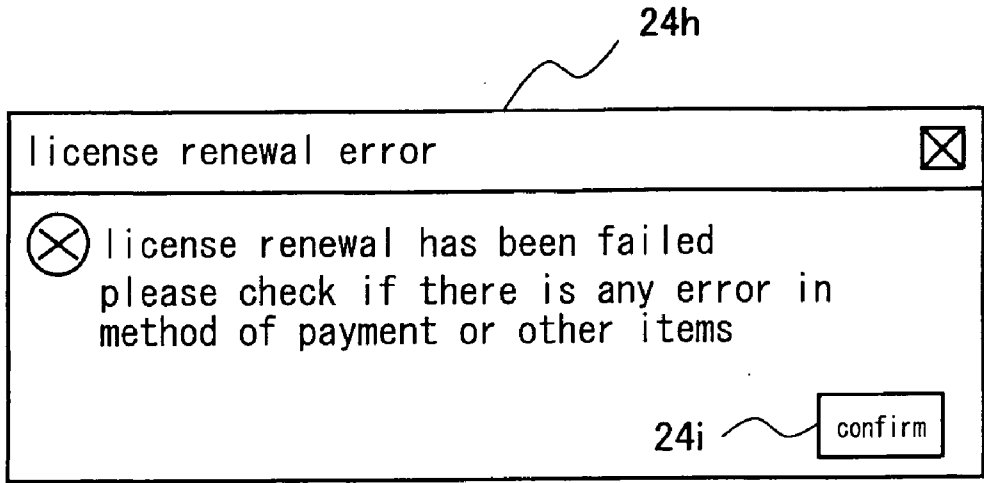 24h
license renewal error
license renewal has been failed
please check if there is any error in
method of payment or other items
24i
confirm